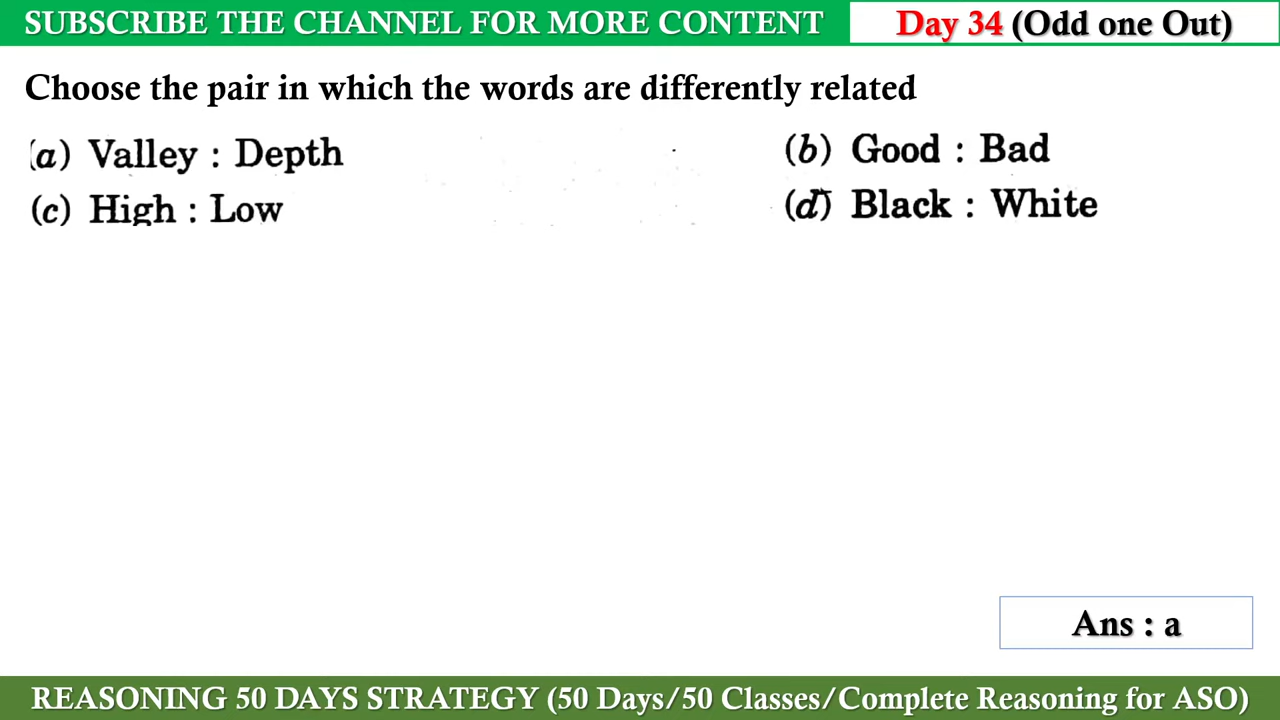 SUBSCRIBE THE CHANNEL FOR MORE CONTENT
Day 34 (Odd one Out)
Choose the pair in which the words are differently related
(a) Valley : Depth
(b) Good : Bad
(c) High : Low
(d) Black : White
Ans : a
REASONING 50 DAYS STRATEGY (50 Days/50 Classes/Complete Reasoning for ASO)